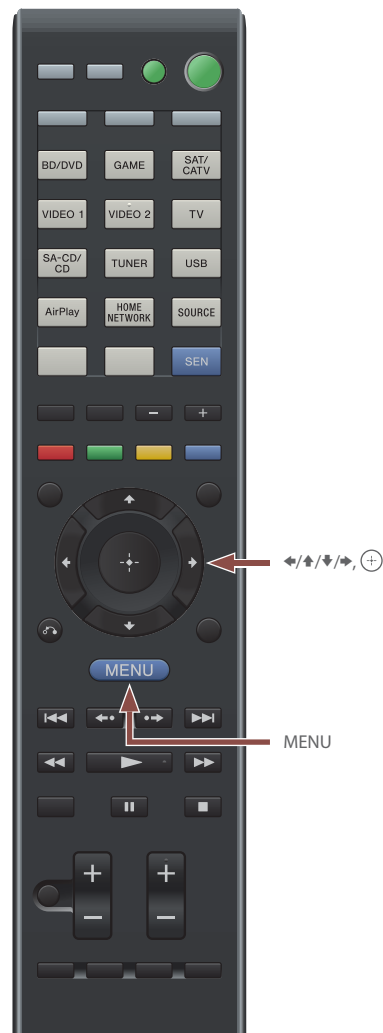 BD/DVD GAME SAT/
CATV
VIDEO 1 VIDEO 2 TV
SA-CD/
CD TUNER USB
AirPlay HOME
NETWORK SOURCE
SEN
− +
←/↑/↓/→, ⊕
MENU
MENU
+ +
− −